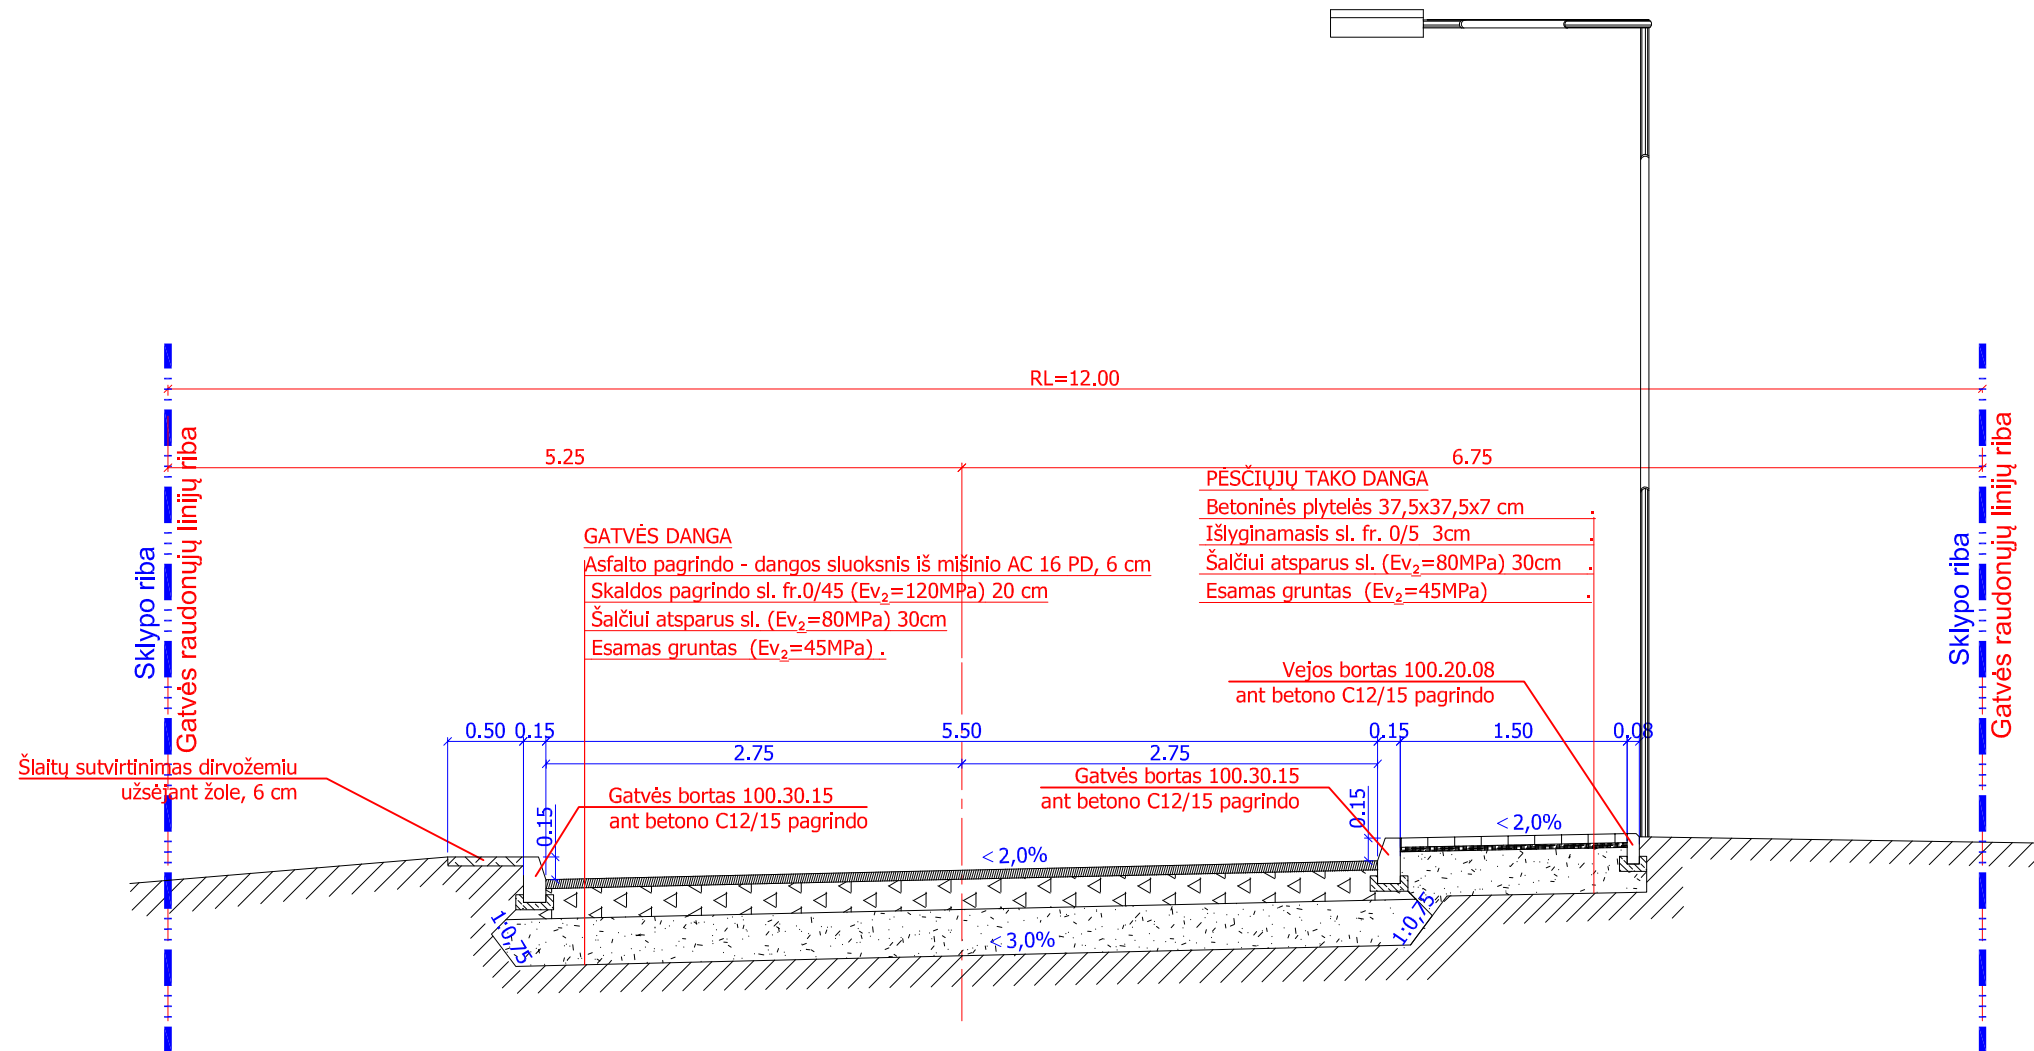 RL=12.00
5.25
6.75
Sklypo riba
Gatvės raudonųjų linijų riba
GATVĖS DANGA
Asfalto pagrindo - dangos sluoksnis iš mišinio AC 16 PD, 6 cm
Skaldos pagrindo sl. fr.0/45 (Ev₂=120MPa) 20 cm
Šalčiui atsparus sl. (Ev₂=80MPa) 30cm
Esamas gruntas (Ev₂=45MPa) .
PĖSČIŲJŲ TAKO DANGA
Betoninės plytelės 37,5x37,5x7 cm .
Išlyginamasis sl. fr. 0/5 3cm .
Šalčiui atsparus sl. (Ev₂=80MPa) 30cm .
Esamas gruntas (Ev₂=45MPa) .
Sklypo riba
Gatvės raudonųjų linijų riba
Vejos bortas 100.20.08
ant betono C12/15 pagrindo
0.50 0.15 5.50 0.15 1.50 0.08
2.75 2.75
Šlaitų sutvirtinimas dirvožemiu
užsėjant žole, 6 cm
Gatvės bortas 100.30.15
ant betono C12/15 pagrindo
Gatvės bortas 100.30.15
ant betono C12/15 pagrindo
0.15
0.15
<2,0%
<2,0%
1:0,75
<3,0%
1:0,75